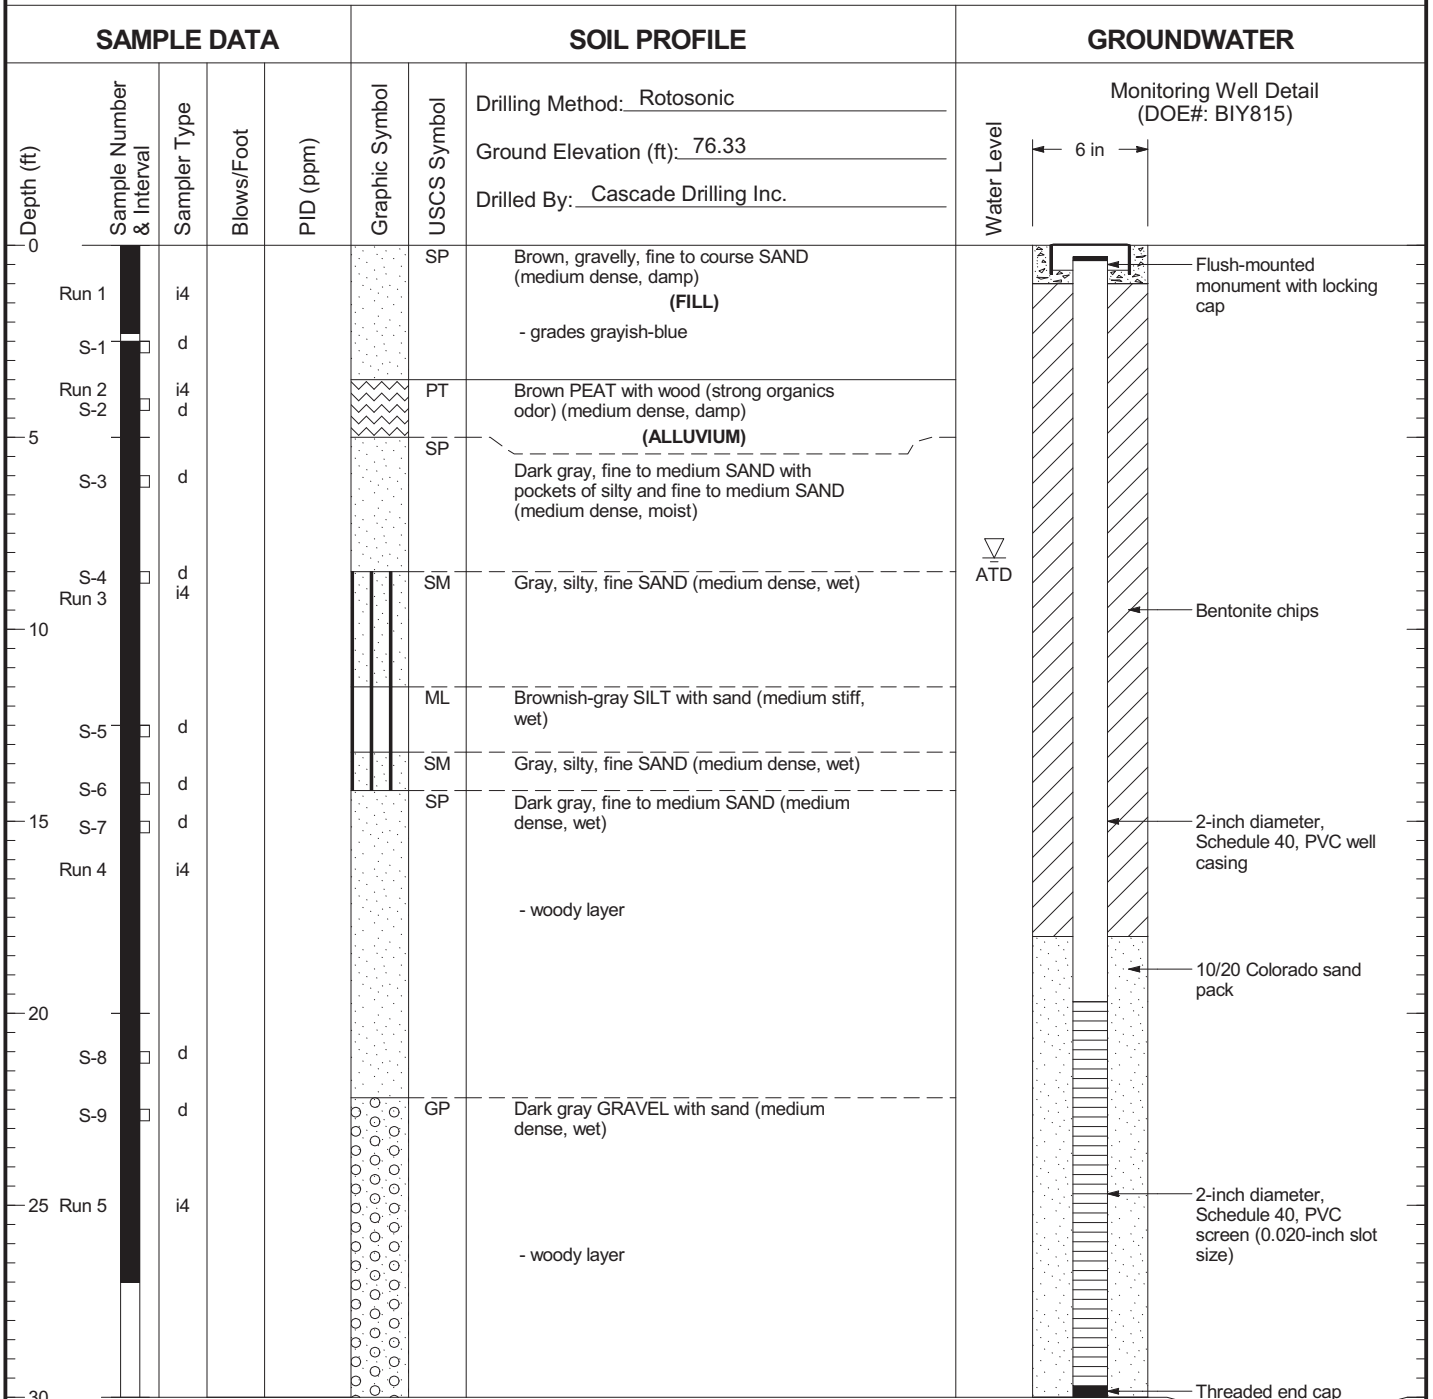 SAMPLE DATA
SOIL PROFILE
GROUNDWATER
Depth (ft)
Sample Number
& Interval
Sampler Type
Blows/Foot
PID (ppm)
Graphic Symbol
USCS Symbol
Drilling Method: Rotosonic
Ground Elevation (ft): 76.33
Drilled By: Cascade Drilling Inc.
Water Level
Monitoring Well Detail
(DOE#: BIY815)
6 in
0
SP
Brown, gravelly, fine to course SAND
(medium dense, damp)
(FILL)
- grades grayish-blue
Flush-mounted
monument with locking
cap
Run 1
i4
S-1
d
Run 2
i4
S-2
d
PT
Brown PEAT with wood (strong organics
odor) (medium dense, damp)
(ALLUVIUM)
5
SP
Dark gray, fine to medium SAND with
pockets of silty and fine to medium SAND
(medium dense, moist)
S-3
d
ATD
S-4
d
Run 3
i4
SM
Gray, silty, fine SAND (medium dense, wet)
Bentonite chips
10
ML
Brownish-gray SILT with sand (medium stiff,
wet)
S-5
d
SM
Gray, silty, fine SAND (medium dense, wet)
S-6
d
SP
Dark gray, fine to medium SAND (medium
dense, wet)
15
S-7
d
2-inch diameter,
Schedule 40, PVC well
casing
Run 4
i4
- woody layer
10/20 Colorado sand
pack
20
S-8
d
S-9
d
GP
Dark gray GRAVEL with sand (medium
dense, wet)
25
Run 5
i4
2-inch diameter,
Schedule 40, PVC
screen (0.020-inch slot
size)
- woody layer
30
Threaded end cap